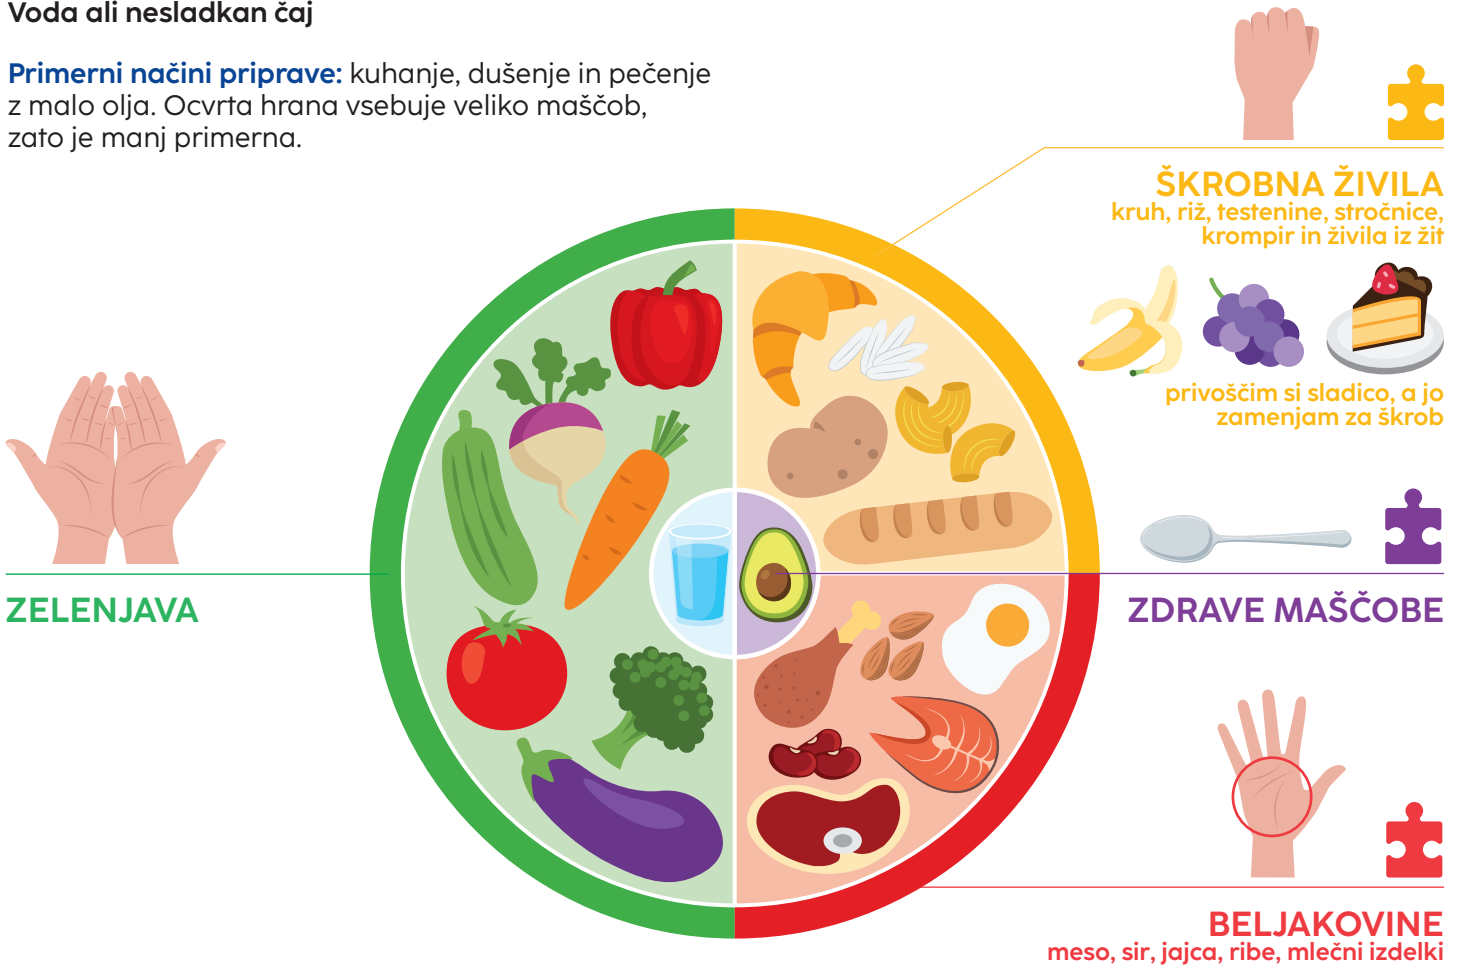 Voda ali nesladkan čaj
Primerni načini priprave: kuhanje, dušenje in pečenje
z malo olja. Ocvrta hrana vsebuje veliko maščob,
zato je manj primerna.
ŠKROBNA ŽIVILA
kruh, riž, testenine, stročnice,
krompir in živila iz žit
privoščim si sladico, a jo
zamenjam za škrob
ZELENJAVA
ZDRAVE MAŠČOBE
BELJAKOVINE
meso, sir, jajca, ribe, mlečni izdelki